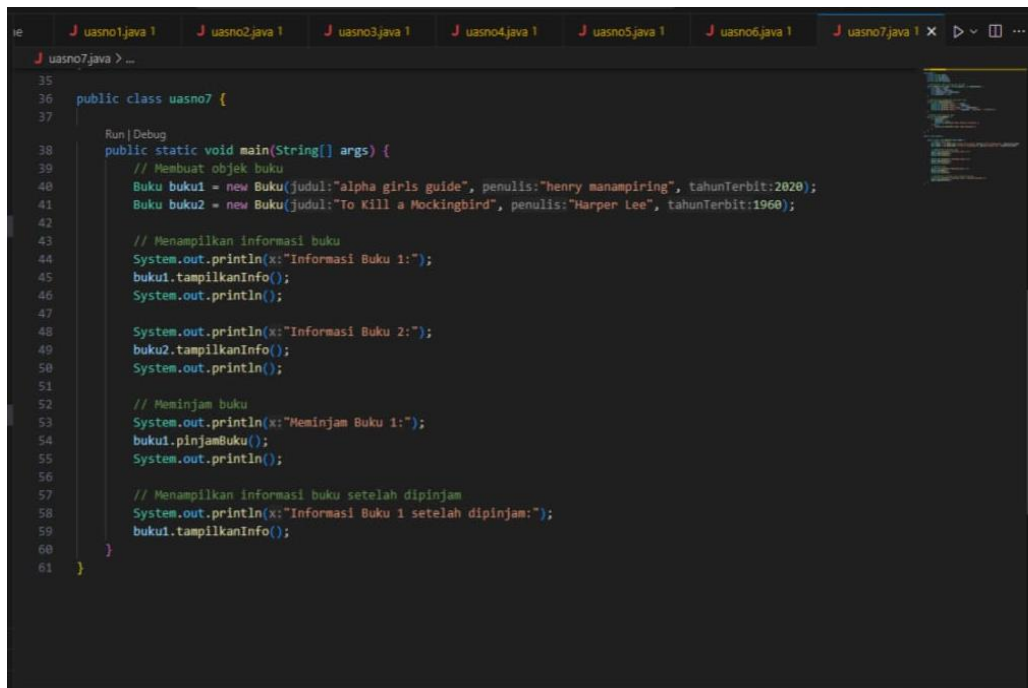 ne J uasno1.java 1 J uasno2.java 1 J uasno3.java 1 J uasno4.java 1 J uasno5.java 1 J uasno6.java 1 J uasno7.java 1
J uasno7.java > ...
35
36 public class uasno7 {
37
Run | Debug
38 public static void main(String[] args) {
39 // Membuat objek buku
40 Buku buku1 = new Buku(judul:"alpha girls guide", penulis:"henry manampiring", tahunTerbit:2020);
41 Buku buku2 = new Buku(judul:"To Kill a Mockingbird", penulis:"Harper Lee", tahunTerbit:1960);
42
43 // Menampilkan informasi buku
44 System.out.println(x:"Informasi Buku 1:");
45 buku1.tampilkanInfo();
46 System.out.println();
47
48 System.out.println(x:"Informasi Buku 2:");
49 buku2.tampilkanInfo();
50 System.out.println();
51
52 // Meminjam buku
53 System.out.println(x:"Meminjam Buku 1:");
54 buku1.pinjamBuku();
55 System.out.println();
56
57 // Menampilkan informasi buku setelah dipinjam
58 System.out.println(x:"Informasi Buku 1 setelah dipinjam:");
59 buku1.tampilkanInfo();
60 }
61 }